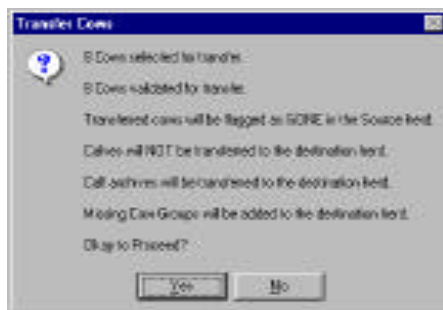 Transfer Cows
8 Cows selected for transfer.
8 Cows validated for transfer.
Transferred cows will be flagged as GONE in the Source herd.
Calves will NOT be transferred to the destination herd.
Calf archives will be transferred to the destination herd.
Missing Cow Groups will be added to the destination herd.
Okay to Proceed?
Yes
No